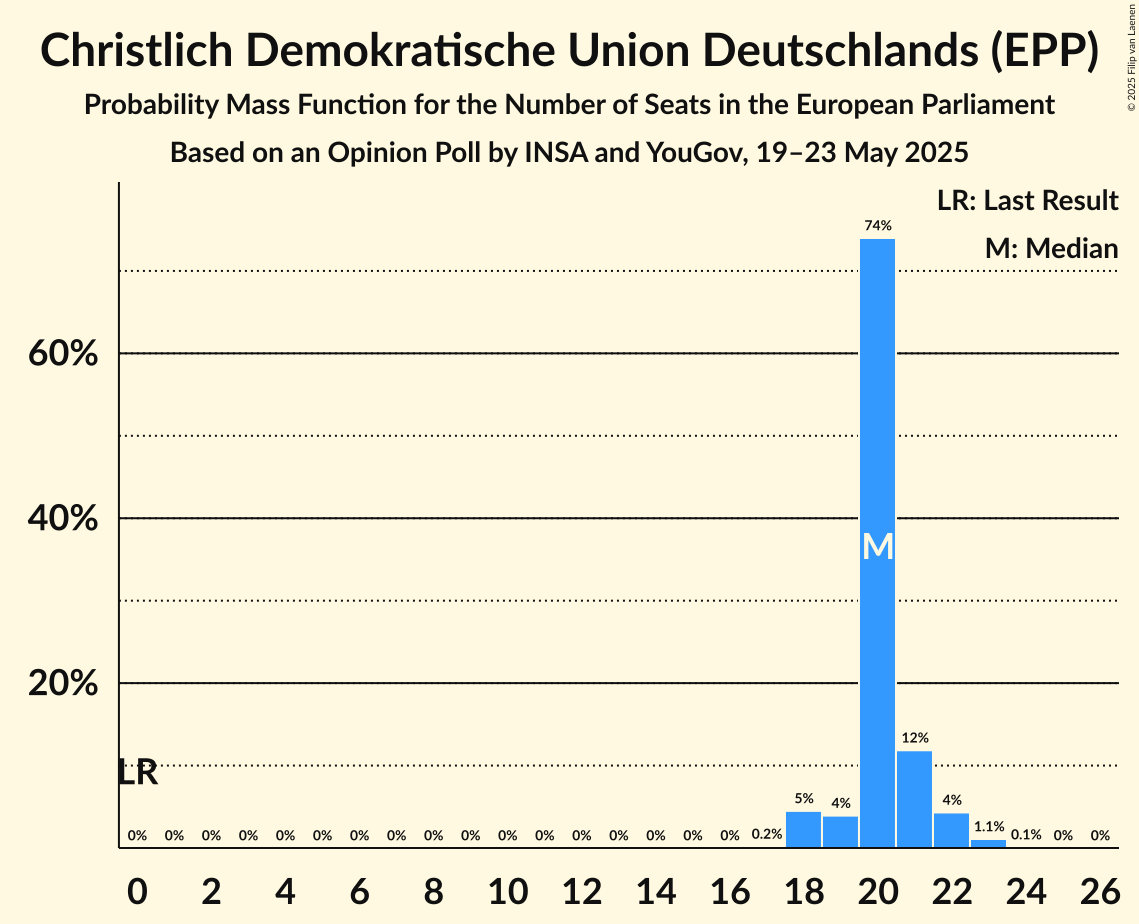 Christlich Demokratische Union Deutschlands (EPP)
Probability Mass Function for the Number of Seats in the European Parliament
Based on an Opinion Poll by INSA and YouGov, 19–23 May 2025
© 2025 Filip van Laenen
LR: Last Result
M: Median
74%
60%
40%
M
20%
12%
LR
5%
4%
4%
1.1%
0% 0% 0% 0% 0% 0% 0% 0% 0% 0% 0% 0% 0% 0% 0% 0% 0% 0.2% 0.1% 0% 0%
0 2 4 6 8 10 12 14 16 18 20 22 24 26